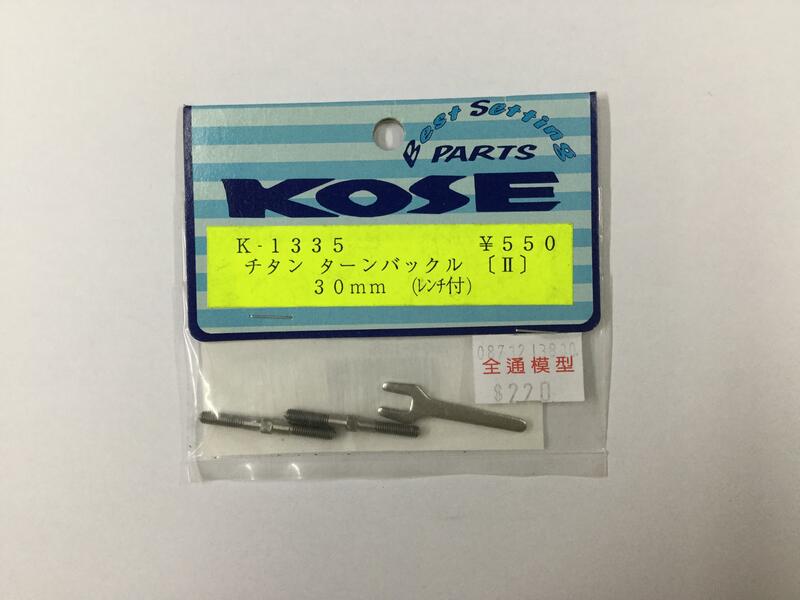 Best Setting
PARTS
KOSE
K-1335 ¥550
チタン ターンバックル 〔Ⅱ〕
30mm (ﾚﾝﾁ付)
全通模型
$220